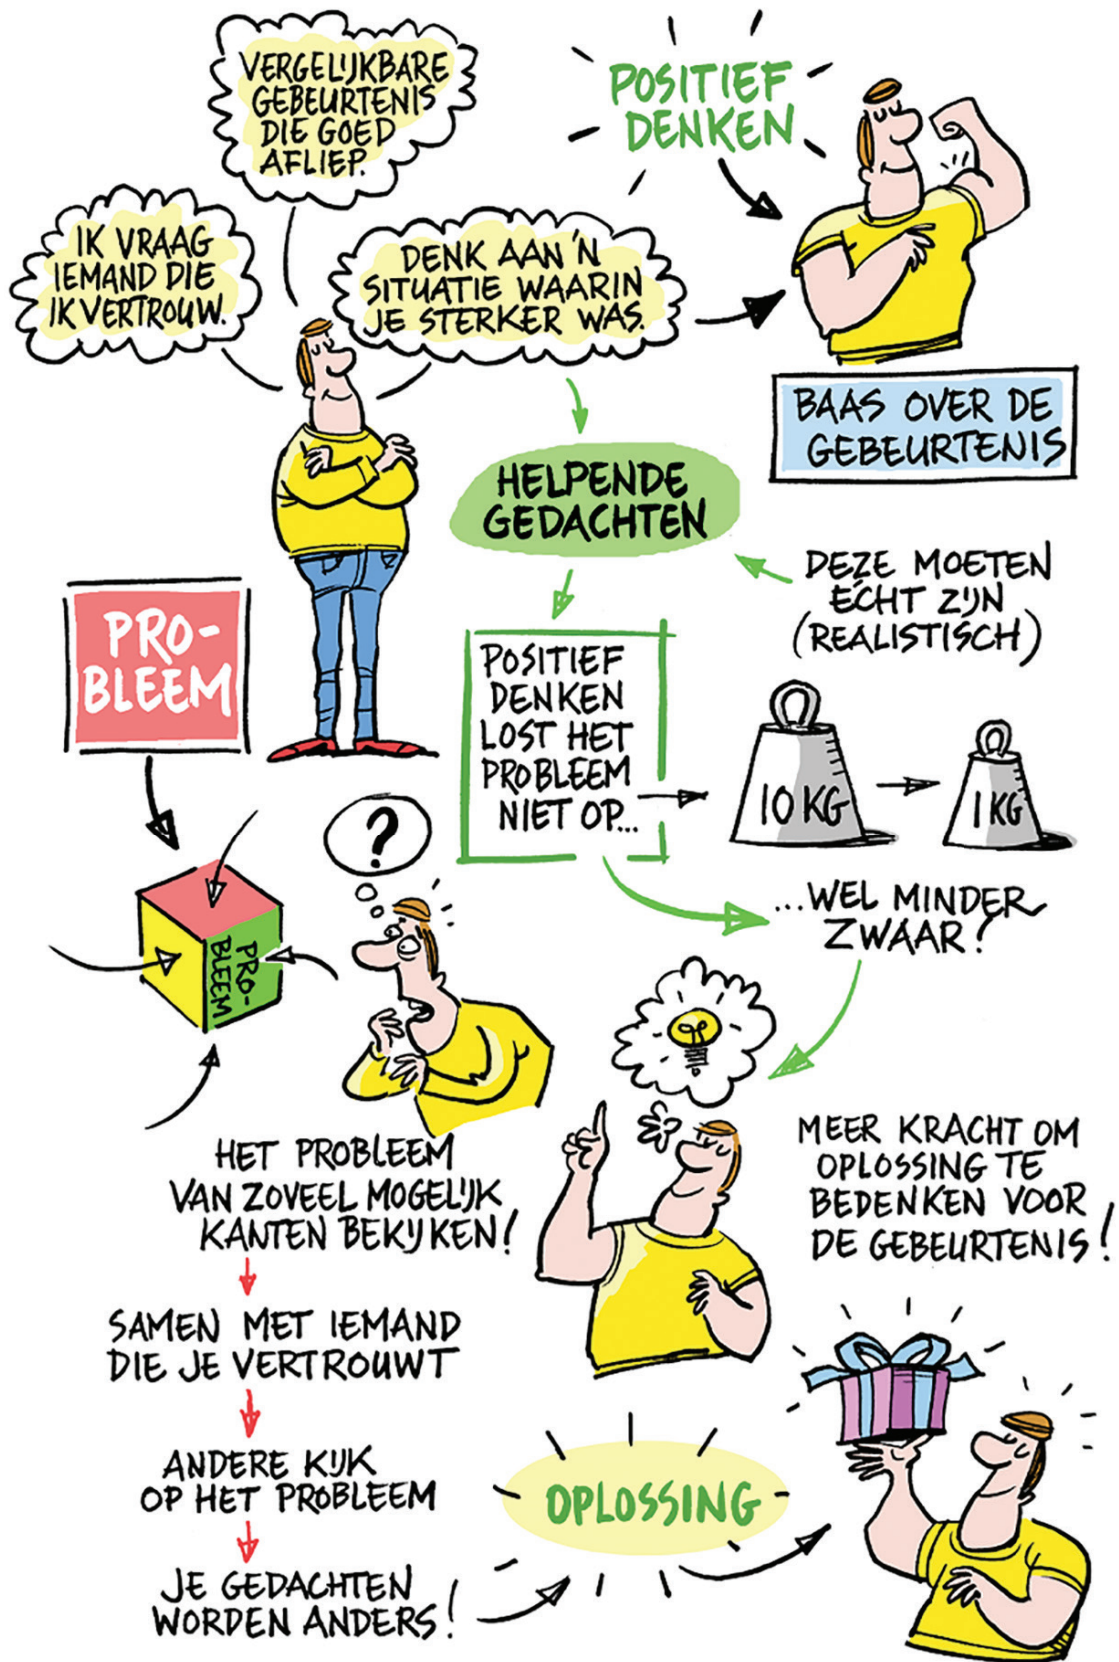 VERGELIJKBARE
GEBEURTENIS
DIE GOED
AFLIEP.
POSITIEF
DENKEN
IK VRAAG
IEMAND DIE
IK VERTROUW.
DENK AAN 'N
SITUATIE WAARIN
JE STERKER WAS.
BAAS OVER DE
GEBEURTENIS
HELPENDE
GEDACHTEN
DEZE MOETEN
ECHT ZIJN
(REALISTISCH)
PRO-
BLEEM
POSITIEF
DENKEN
LOST HET
PROBLEEM
NIET OP...
10 KG
1 KG
...WEL MINDER
ZWAAR!
?
PRO-
BLEEM
HET PROBLEEM
VAN ZOVEEL MOGELIJK
KANTEN BEKIJKEN!
MEER KRACHT OM
OPLOSSING TE
BEDENKEN VOOR
DE GEBEURTENIS!
SAMEN MET IEMAND
DIE JE VERTROUWT
ANDERE KIJK
OP HET PROBLEEM
JE GEDACHTEN
WORDEN ANDERS!
OPLOSSING